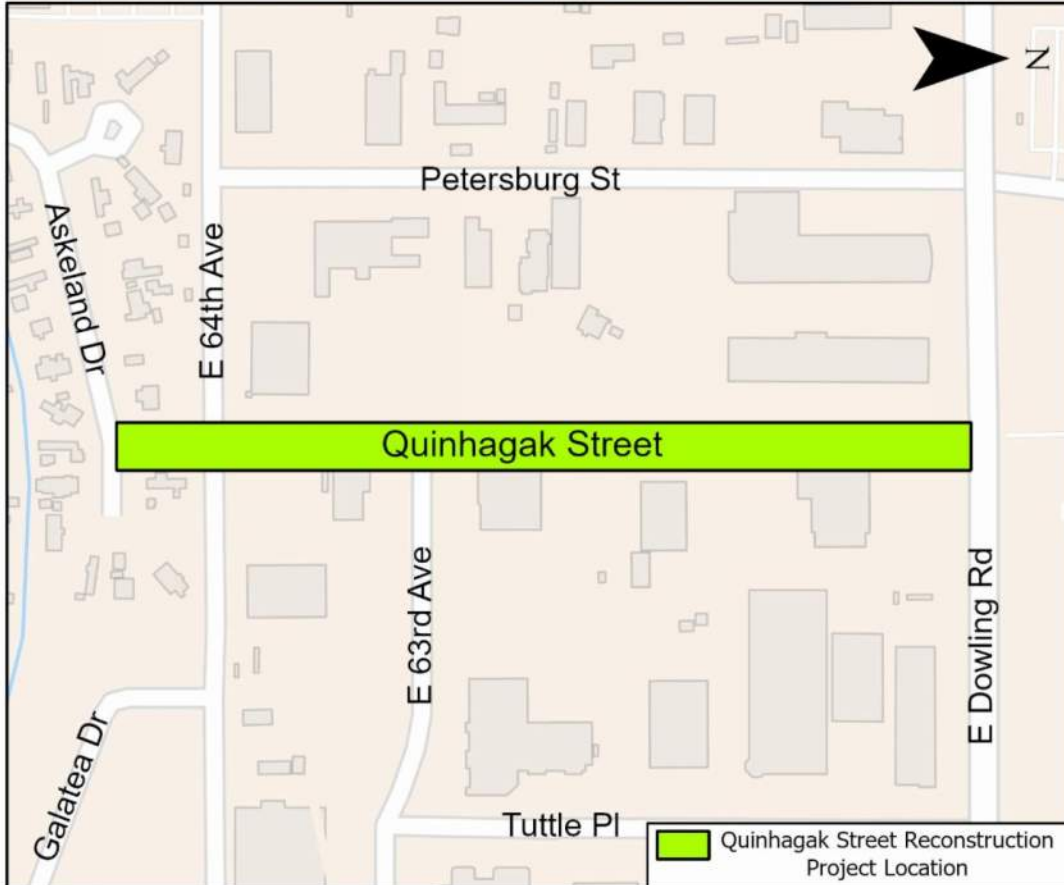 N
Petersburg St
Askeland Dr
E 64th Ave
Quinhagak Street
E 63rd Ave
E Dowling Rd
Galatea Dr
Tuttle Pl
Quinhagak Street Reconstruction
Project Location